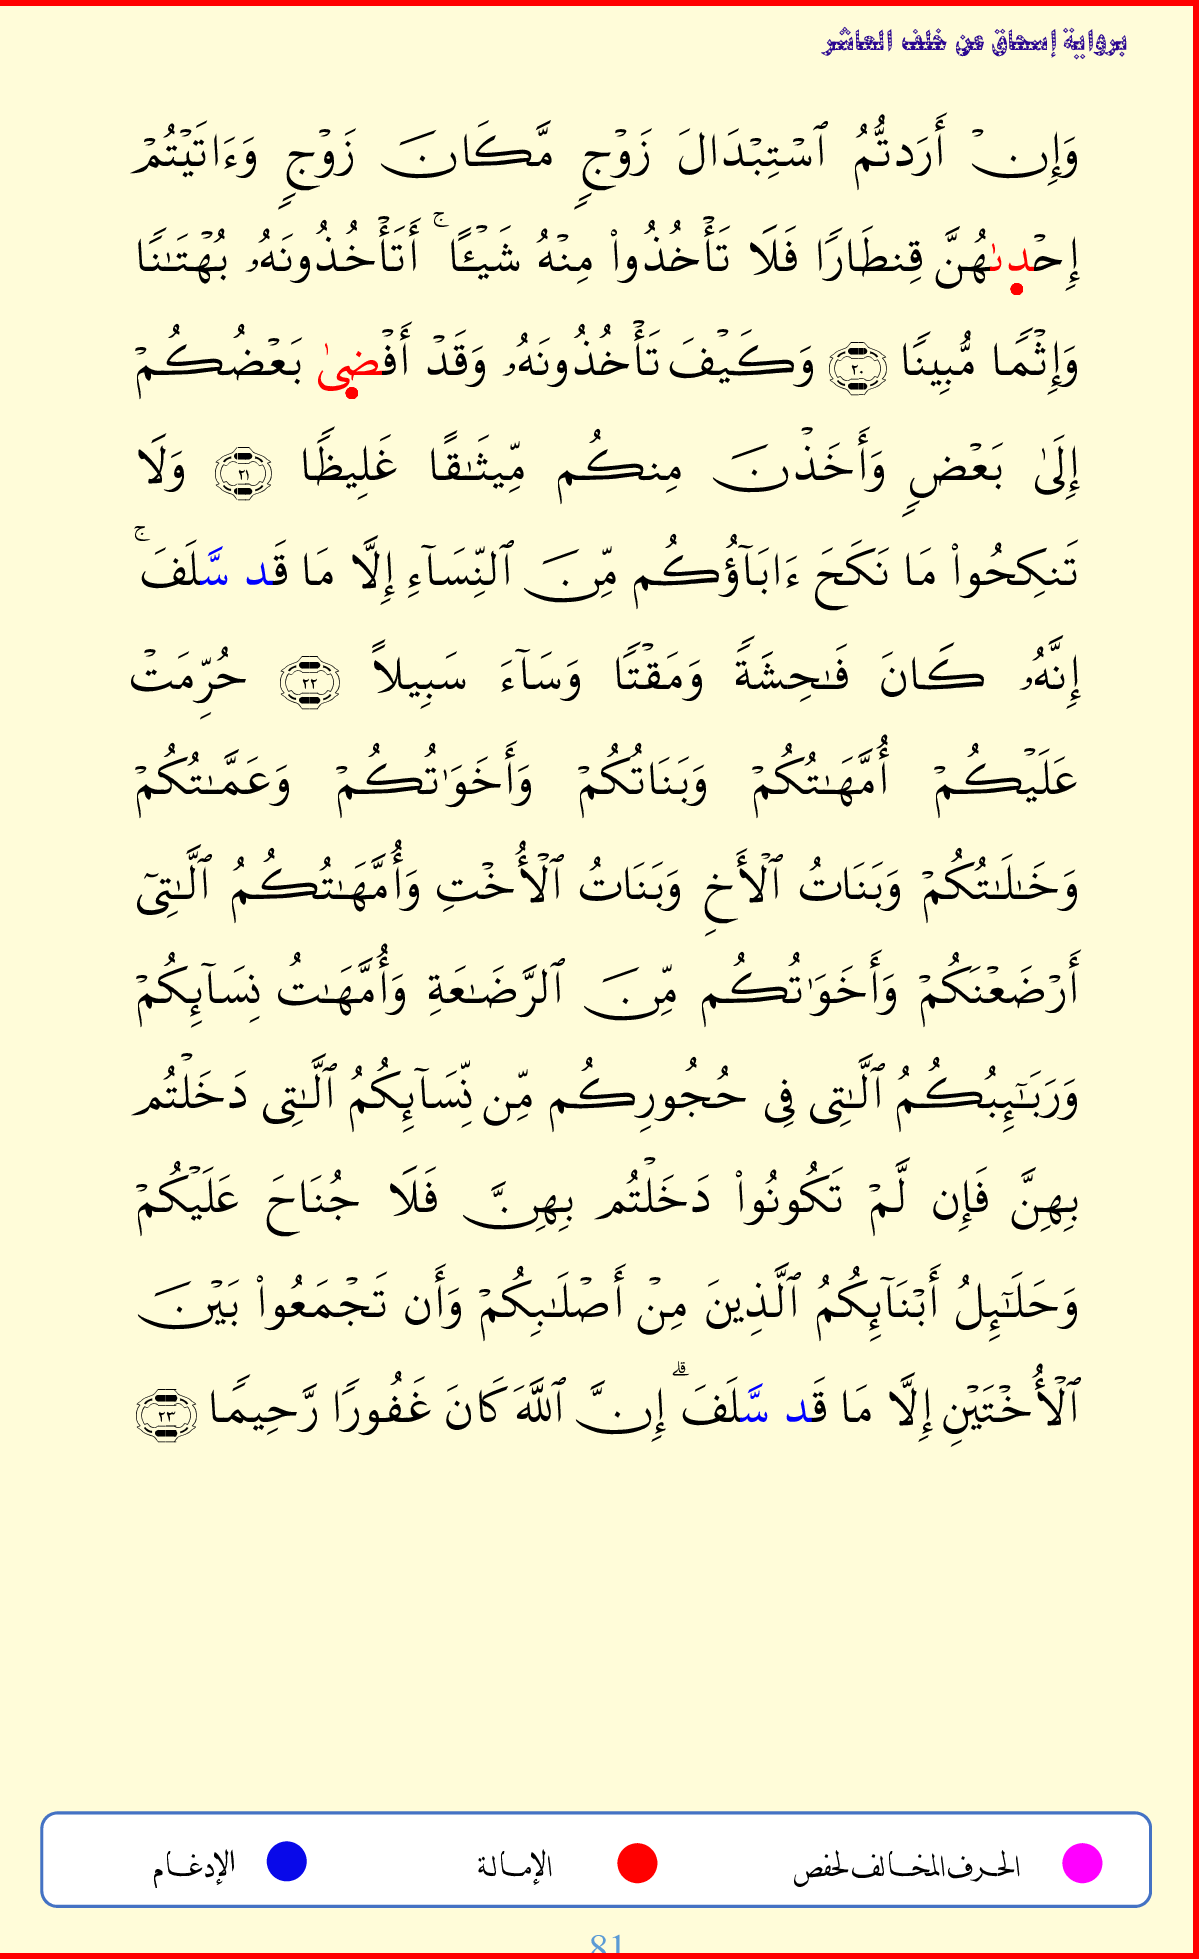 برواية إسحاق عن خلف العاشر
وَإِنۡ أَرَدتُّمُ ٱسۡتِبۡدَالَ زَوۡجٖ مَّكَانَ زَوۡجٖ وَءَاتَيۡتُمۡ
إِحۡدىٰهُنَّ قِنطَارٗا فَلَا تَأۡخُذُواْ مِنۡهُ شَيۡـًٔاۚ أَتَأۡخُذُونَهُۥ بُهۡتَٰنٗا
وَإِثۡمٗا مُّبِينٗا ٢٠ وَكَيۡفَ تَأۡخُذُونَهُۥ وَقَدۡ أَفۡضىٰ بَعۡضُكُمۡ
إِلَىٰ بَعۡضٖ وَأَخَذۡنَ مِنكُم مِّيثَٰقًا غَلِيظٗا ٢١ وَلَا
تَنكِحُواْ مَا نَكَحَ ءَابَآؤُكُم مِّنَ ٱلنِّسَآءِ إِلَّا مَا قَد سَّلَفَۚ
إِنَّهُۥ كَانَ فَٰحِشَةٗ وَمَقۡتٗا وَسَآءَ سَبِيلاً ٢٢ حُرِّمَتۡ
عَلَيۡكُمۡ أُمَّهَٰتُكُمۡ وَبَنَاتُكُمۡ وَأَخَوَٰتُكُمۡ وَعَمَّٰتُكُمۡ
وَخَٰلَٰتُكُمۡ وَبَنَاتُ ٱلۡأَخِ وَبَنَاتُ ٱلۡأُخۡتِ وَأُمَّهَٰتُكُمُ ٱلَّٰتِيٓ
أَرۡضَعۡنَكُمۡ وَأَخَوَٰتُكُم مِّنَ ٱلرَّضَٰعَةِ وَأُمَّهَٰتُ نِسَآئِكُمۡ
وَرَبَٰٓئِبُكُمُ ٱلَّٰتِي فِي حُجُورِكُم مِّن نِّسَآئِكُمُ ٱلَّٰتِي دَخَلۡتُم
بِهِنَّ فَإِن لَّمۡ تَكُونُواْ دَخَلۡتُم بِهِنَّ فَلَا جُنَاحَ عَلَيۡكُمۡ
وَحَلَٰٓئِلُ أَبۡنَآئِكُمُ ٱلَّذِينَ مِنۡ أَصۡلَٰبِكُمۡ وَأَن تَجۡمَعُواْ بَيۡنَ
ٱلۡأُخۡتَيۡنِ إِلَّا مَا قَد سَّلَفَۗ إِنَّ ٱللَّهَ كَانَ غَفُورٗا رَّحِيمٗا ٢٣
الحرف المخالف لحفص الإمالة الإدغام
81